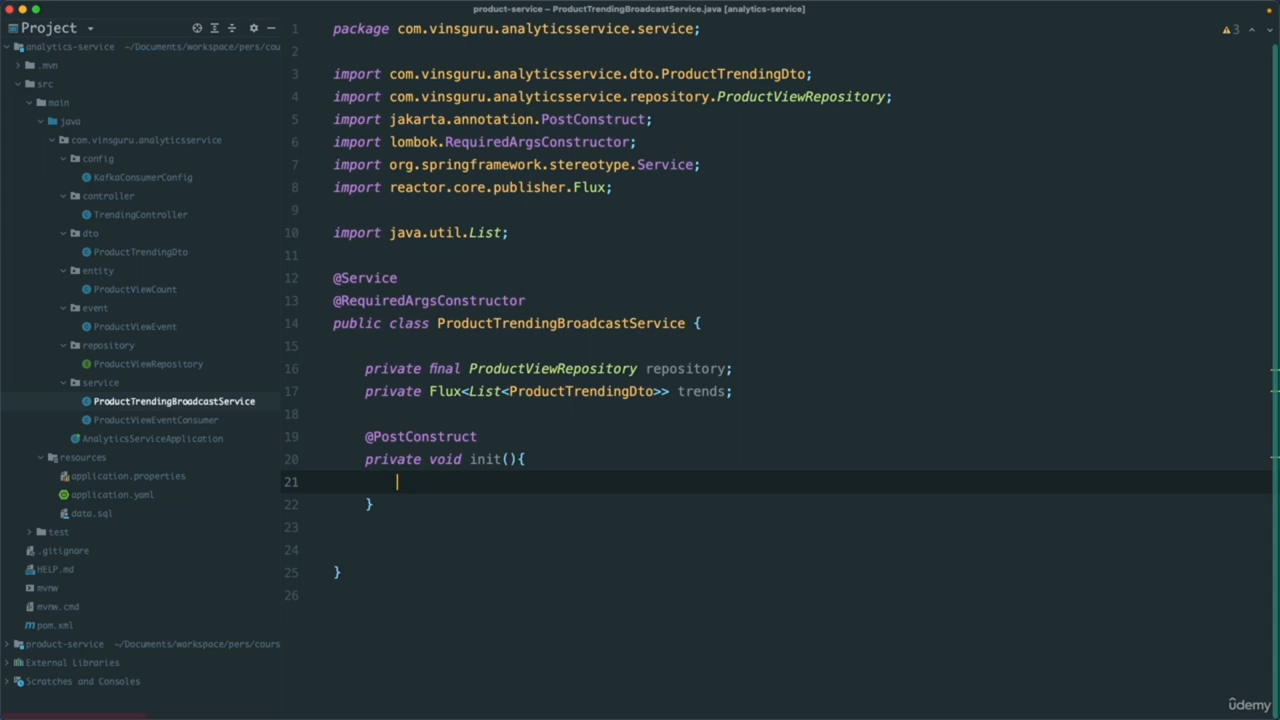 product-service – ProductTrendingBroadcastService.java [analytics-service]
Project
analytics-service ~/Documents/workspace/pers/cou
.mvn
src
main
java
com.vinsguru.analyticsservice
config
KafkaConsumerConfig
controller
TrendingController
dto
ProductTrendingDto
entity
ProductViewCount
event
ProductViewEvent
repository
ProductViewRepository
service
ProductTrendingBroadcastService
ProductViewEventConsumer
AnalyticsServiceApplication
resources
application.properties
application.yaml
data.sql
test
.gitignore
HELP.md
mvnw
mvnw.cmd
pom.xml
product-service ~/Documents/workspace/pers/cours
External Libraries
Scratches and Consoles
3
1 package com.vinsguru.analyticsservice.service;
2
3 import com.vinsguru.analyticsservice.dto.ProductTrendingDto;
4 import com.vinsguru.analyticsservice.repository.ProductViewRepository;
5 import jakarta.annotation.PostConstruct;
6 import lombok.RequiredArgsConstructor;
7 import org.springframework.stereotype.Service;
8 import reactor.core.publisher.Flux;
9
10 import java.util.List;
11
12 @Service
13 @RequiredArgsConstructor
14 public class ProductTrendingBroadcastService {
15
16 private final ProductViewRepository repository;
17 private Flux<List<ProductTrendingDto>> trends;
18
19 @PostConstruct
20 private void init(){
21
22 }
23
24
25 }
26
ûdemy